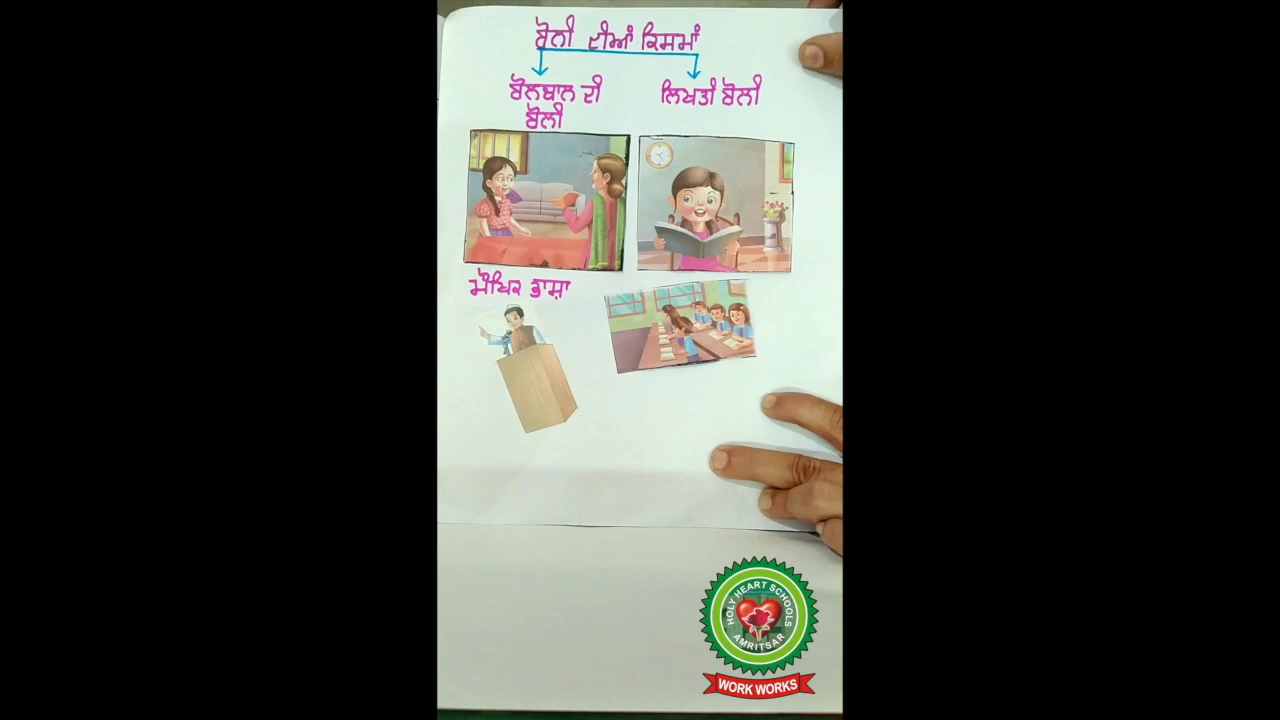 ਬੋਲੀ ਦੀਆਂ ਕਿਸਮਾਂ
ਬੋਲਬਾਲ ਦੀ
ਬੋਲੀ
ਲਿਖਤੀ ਬੋਲੀ
ਮੌਖਿਕ ਭਾਸ਼ਾ
HOLY HEART SCHOOLS
AMRITSAR
WORK WORKS